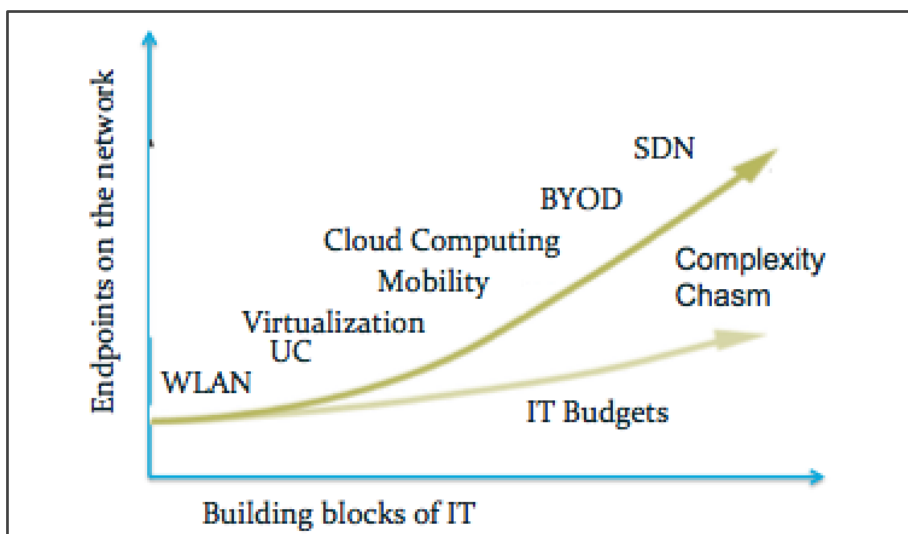 Endpoints on the network
SDN
BYOD
Cloud Computing
Mobility
Complexity
Chasm
Virtualization
UC
WLAN
IT Budgets
Building blocks of IT